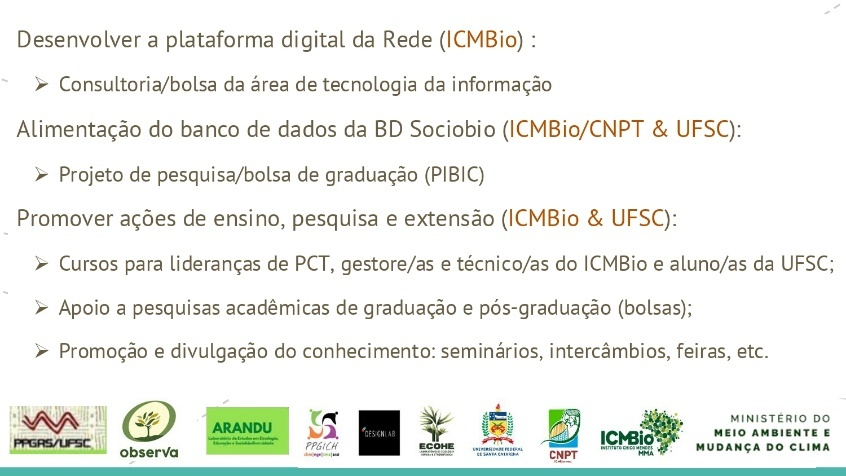 Desenvolver a plataforma digital da Rede (ICMBio) :
➢ Consultoria/bolsa da área de tecnologia da informação
Alimentação do banco de dados da BD Sociobio (ICMBio/CNPT & UFSC):
➢ Projeto de pesquisa/bolsa de graduação (PIBIC)
Promover ações de ensino, pesquisa e extensão (ICMBio & UFSC):
➢ Cursos para lideranças de PCT, gestore/as e técnico/as do ICMBio e aluno/as da UFSC;
➢ Apoio a pesquisas acadêmicas de graduação e pós-graduação (bolsas);
➢ Promoção e divulgação do conhecimento: seminários, intercâmbios, feiras, etc.
PPGAS/UFSC
observa
ARANDU
PPGICH
DESIGNLAB
ECOHE
UNIVERSIDADE FEDERAL
DE SANTA CATARINA
CNPT
ICMBio
INSTITUTO CHICO MENDES
MMA
MINISTÉRIO DO
MEIO AMBIENTE E
MUDANÇA DO CLIMA